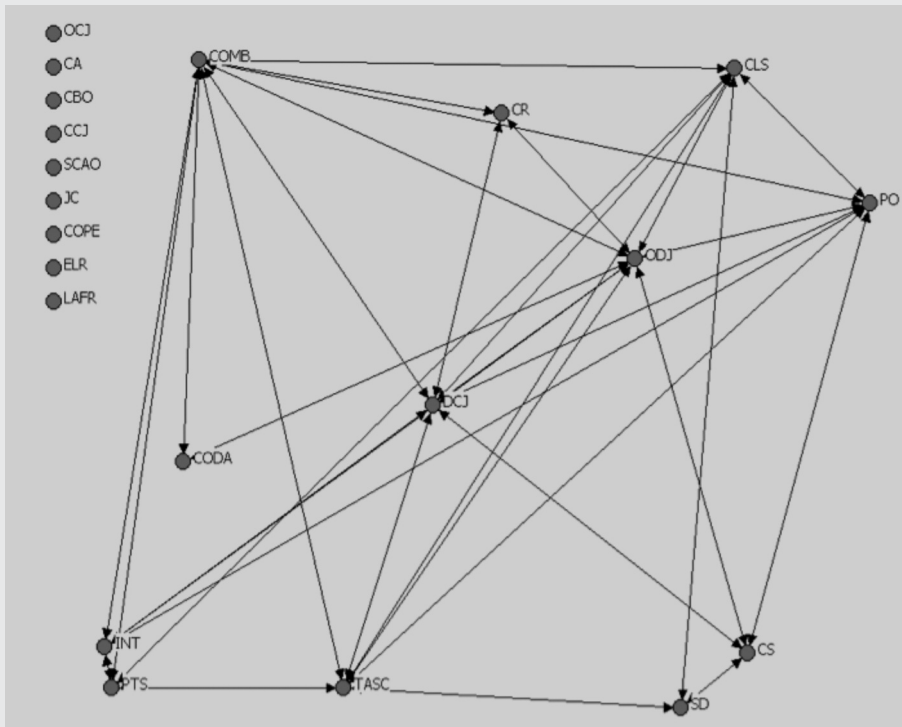 OCJ
COMB
CLS
CA
CBO
CR
CCJ
SCAO
JC
PO
COPE
ODJ
ELR
LAFR
DCJ
CODA
INT
CS
PTS
TASC
SD